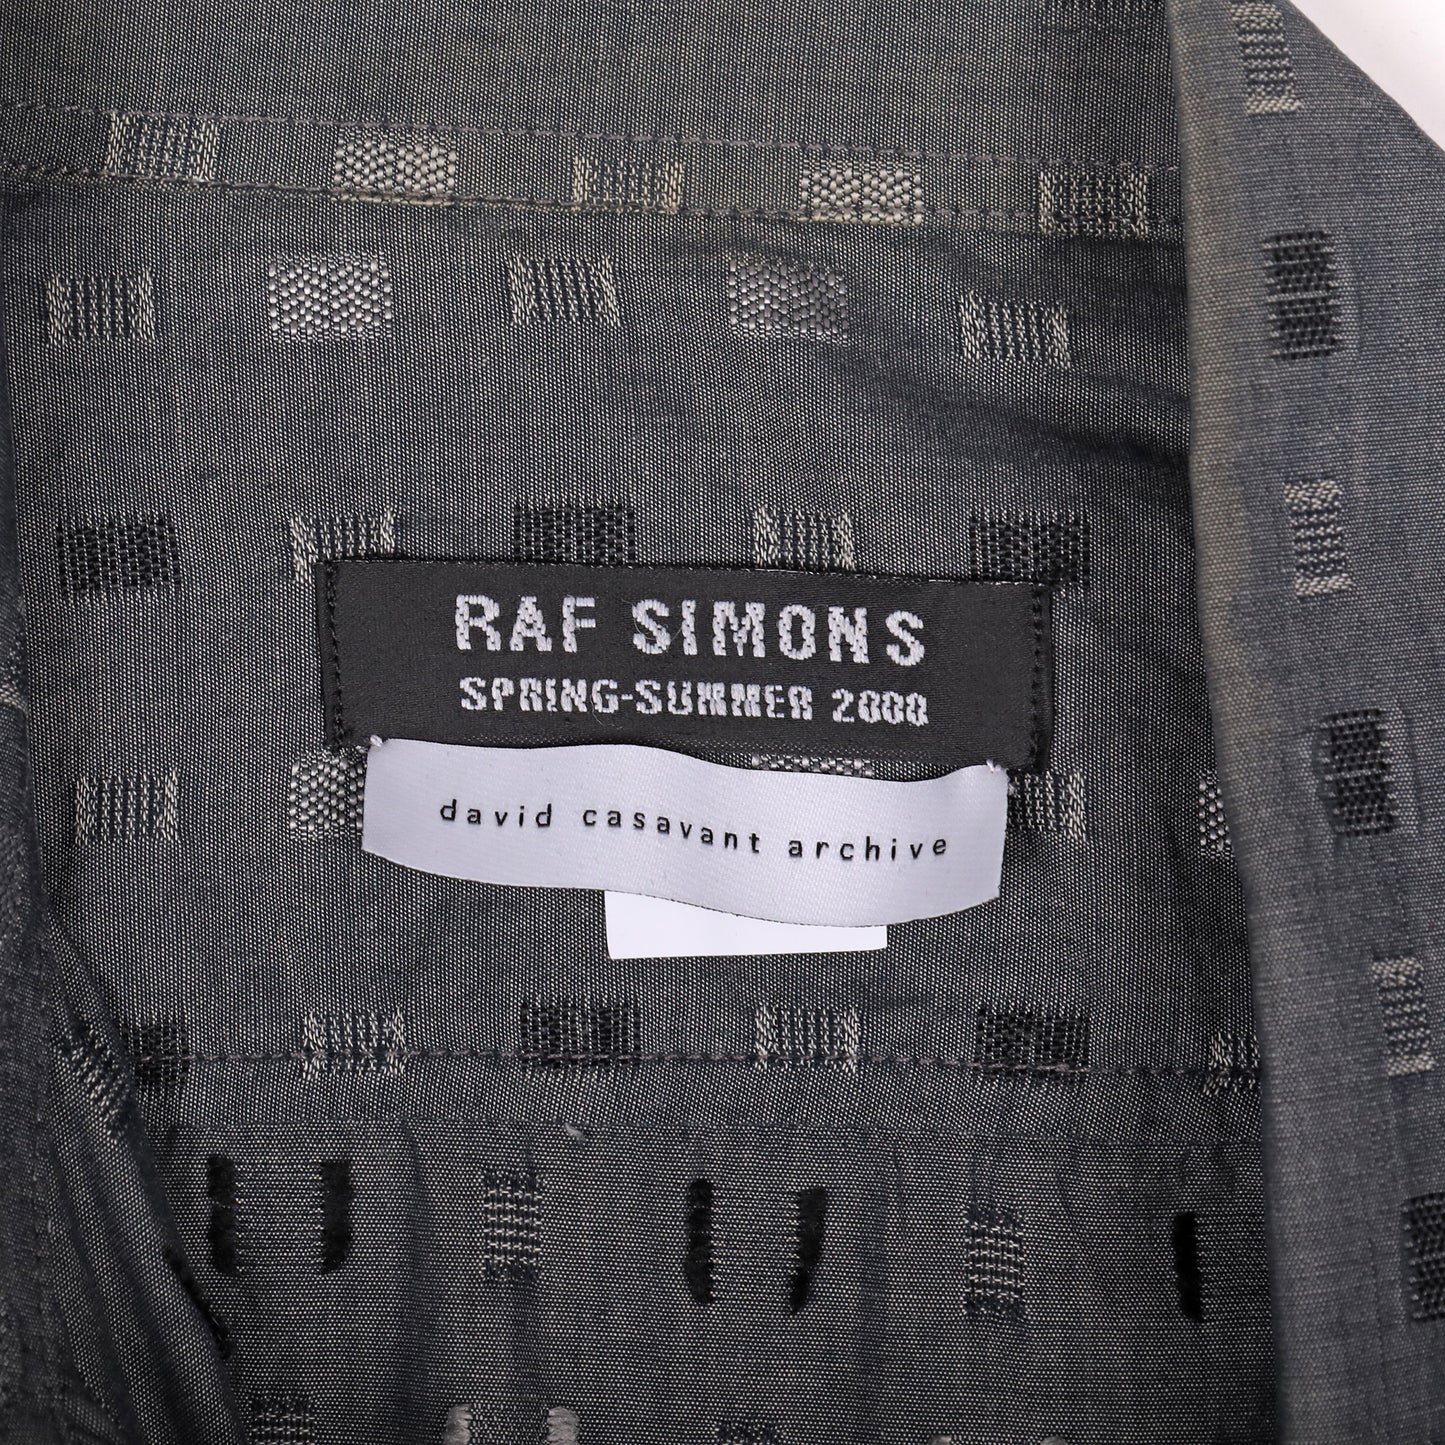 RAF SIMONS
SPRING-SUMMER 2000
david casavant archive